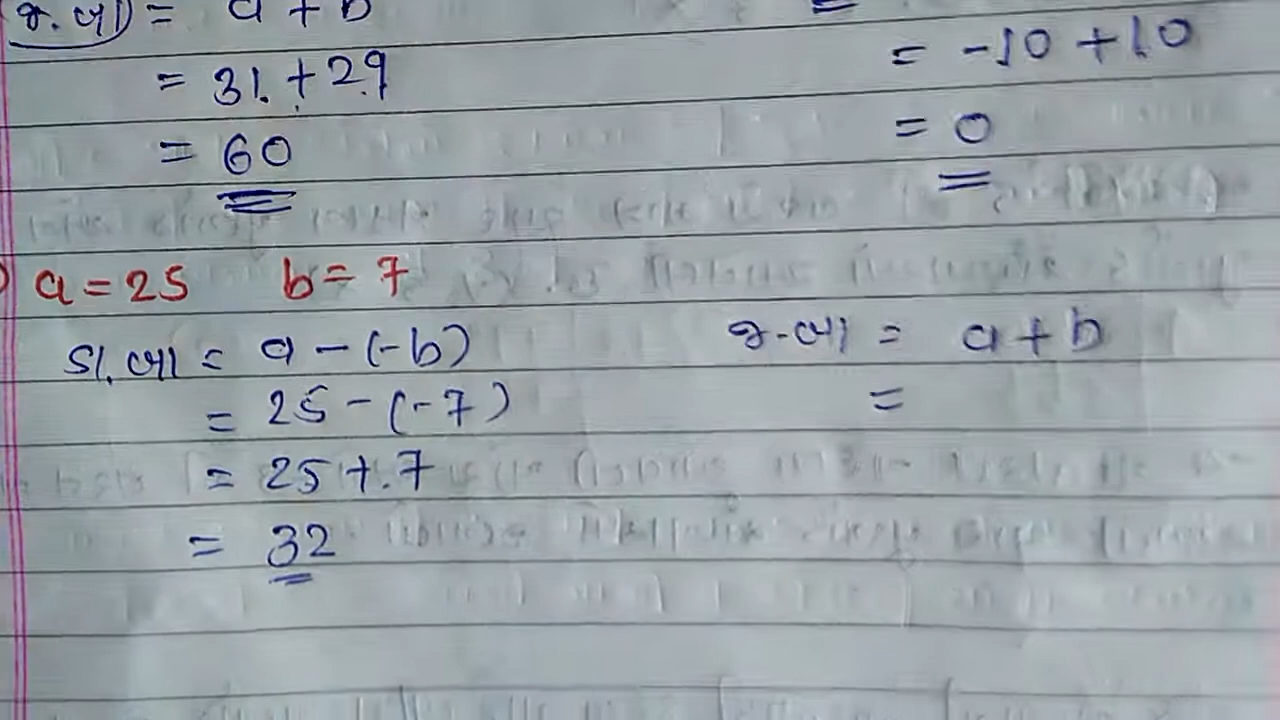 જ.બા = a + b
= 31 + 29
= 60
= -10 + 10
= 0
a = 25 b = 7
ડા.બા = a - (-b)
= 25 - (-7)
= 25 + 7
= 32
જ.બા = a + b
=